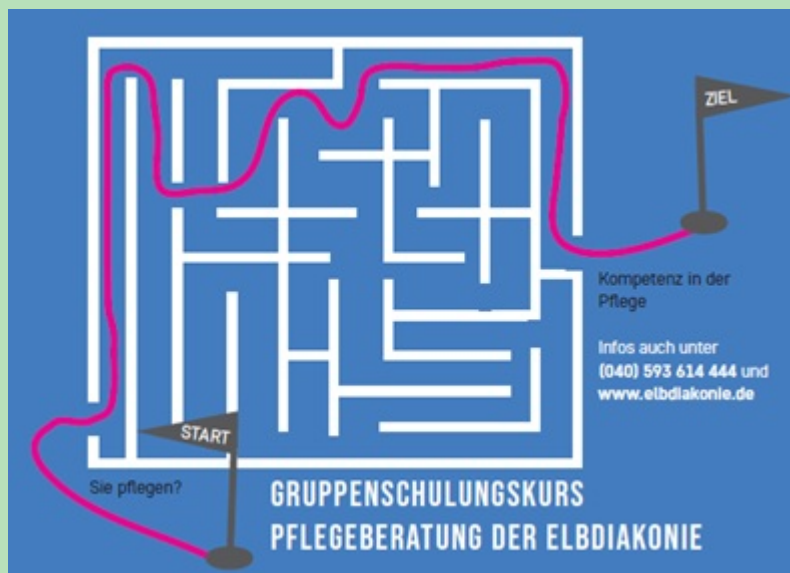 ZIEL
Kompetenz in der
Pflege
Infos auch unter
(040) 593 614 444 und
www.elbdiakonie.de
START
Sie pflegen?
GRUPPENSCHULUNGSKURS
PFLEGEBERATUNG DER ELBDIAKONIE